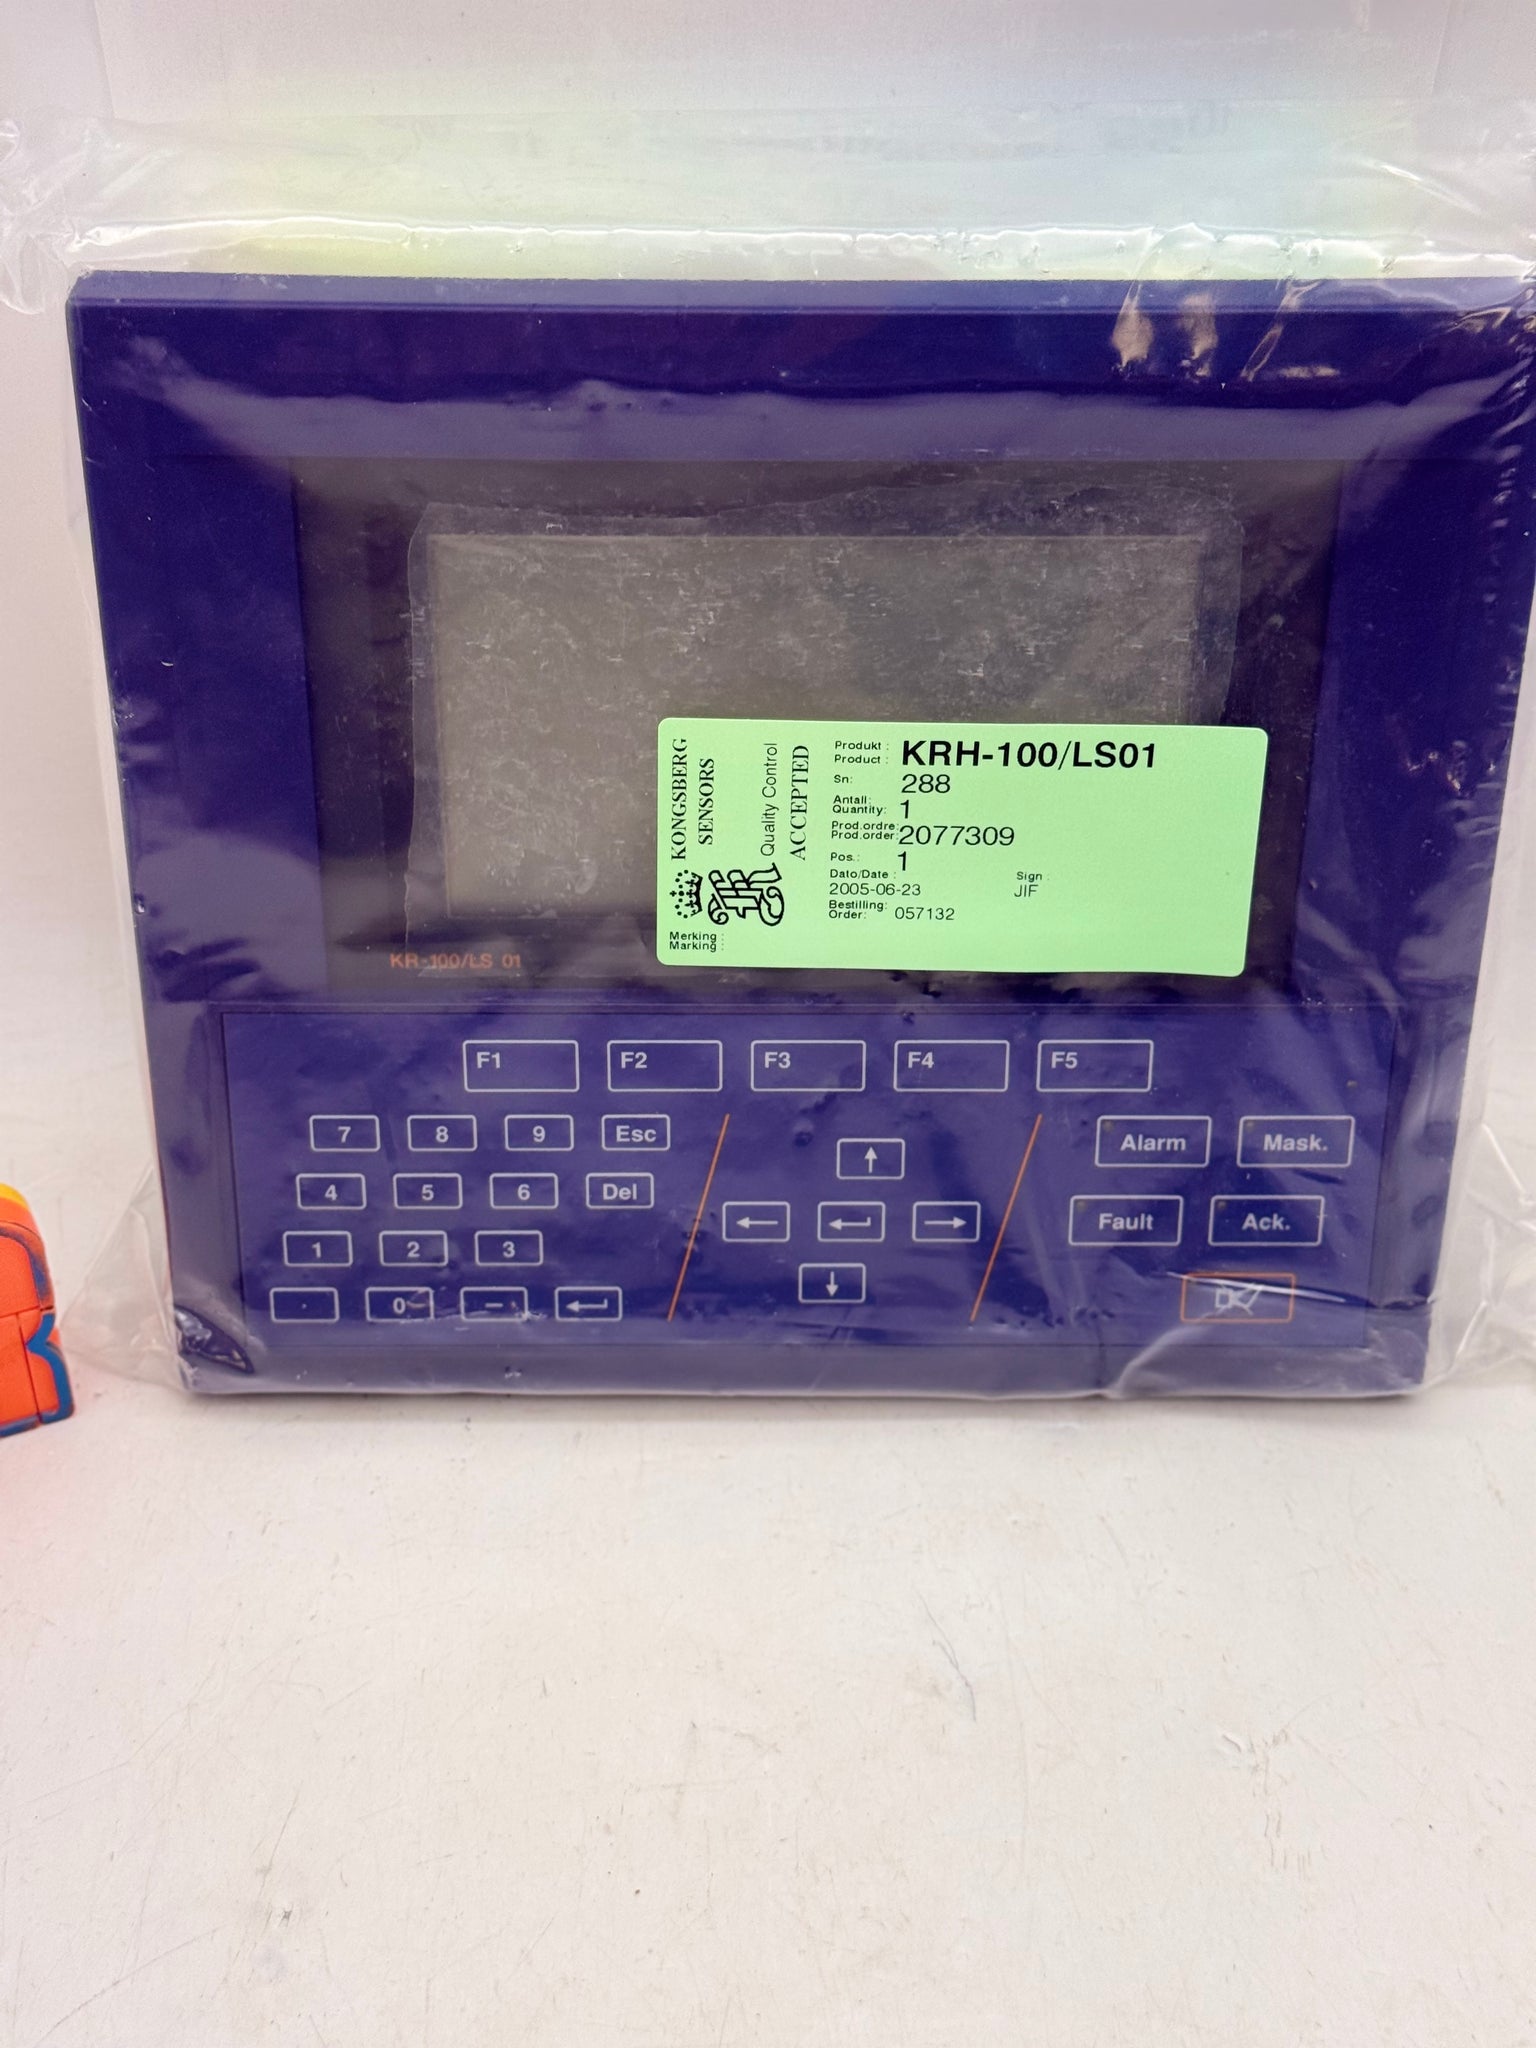 KONGSBERG
SENSORS
Quality Control
ACCEPTED
Produkt :
Product : KRH-100/LS01
Sn: 288
Antall:
Quantity: 1
Prod.ordre:
Prod.order: 2077309
Pos.: 1
Dato/Date : Sign :
2005-06-23 JIF
Bestilling:
Order: 057132
Merking :
Marking :
KR-100/LS 01
F1 F2 F3 F4 F5
7 8 9 Esc
4 5 6 Del
1 2 3
. 0 –
Alarm Mask.
Fault Ack.